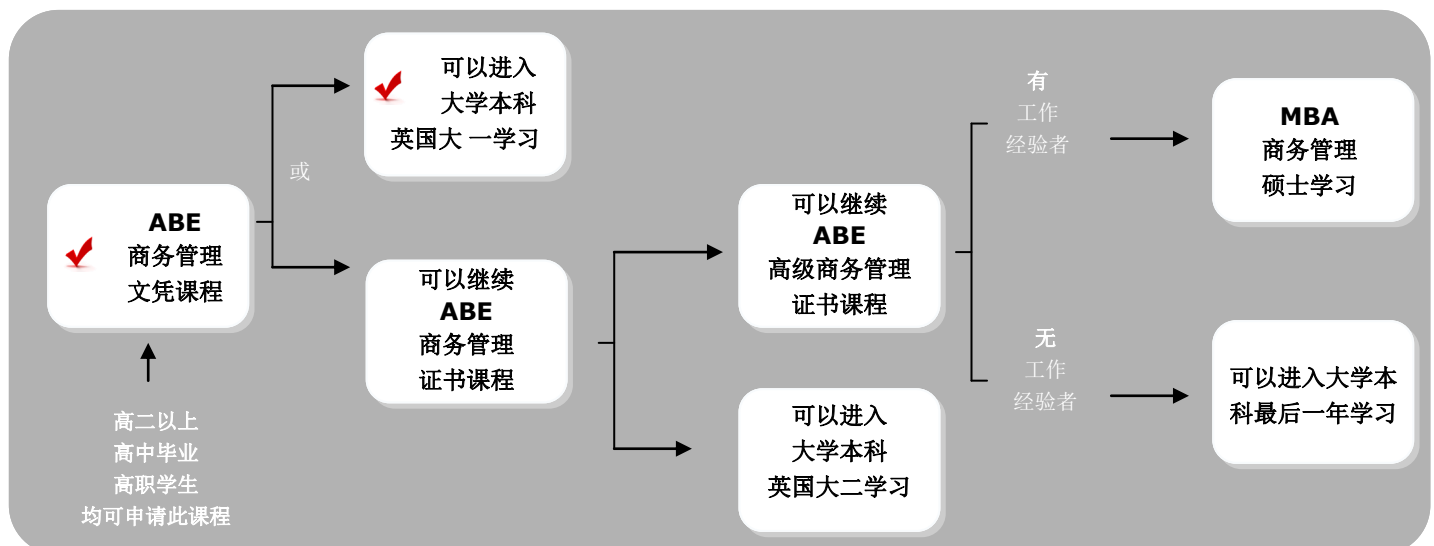 ABE
商务管理
文凭课程
高二以上
高中毕业
高职学生
均可申请此课程
或
可以进入
大学本科
英国大 一学习
可以继续
ABE
商务管理
证书课程
可以继续
ABE
高级商务管理
证书课程
可以进入
大学本科
英国大二学习
有
工作
经验者
无
工作
经验者
MBA
商务管理
硕士学习
可以进入大学本
科最后一年学习